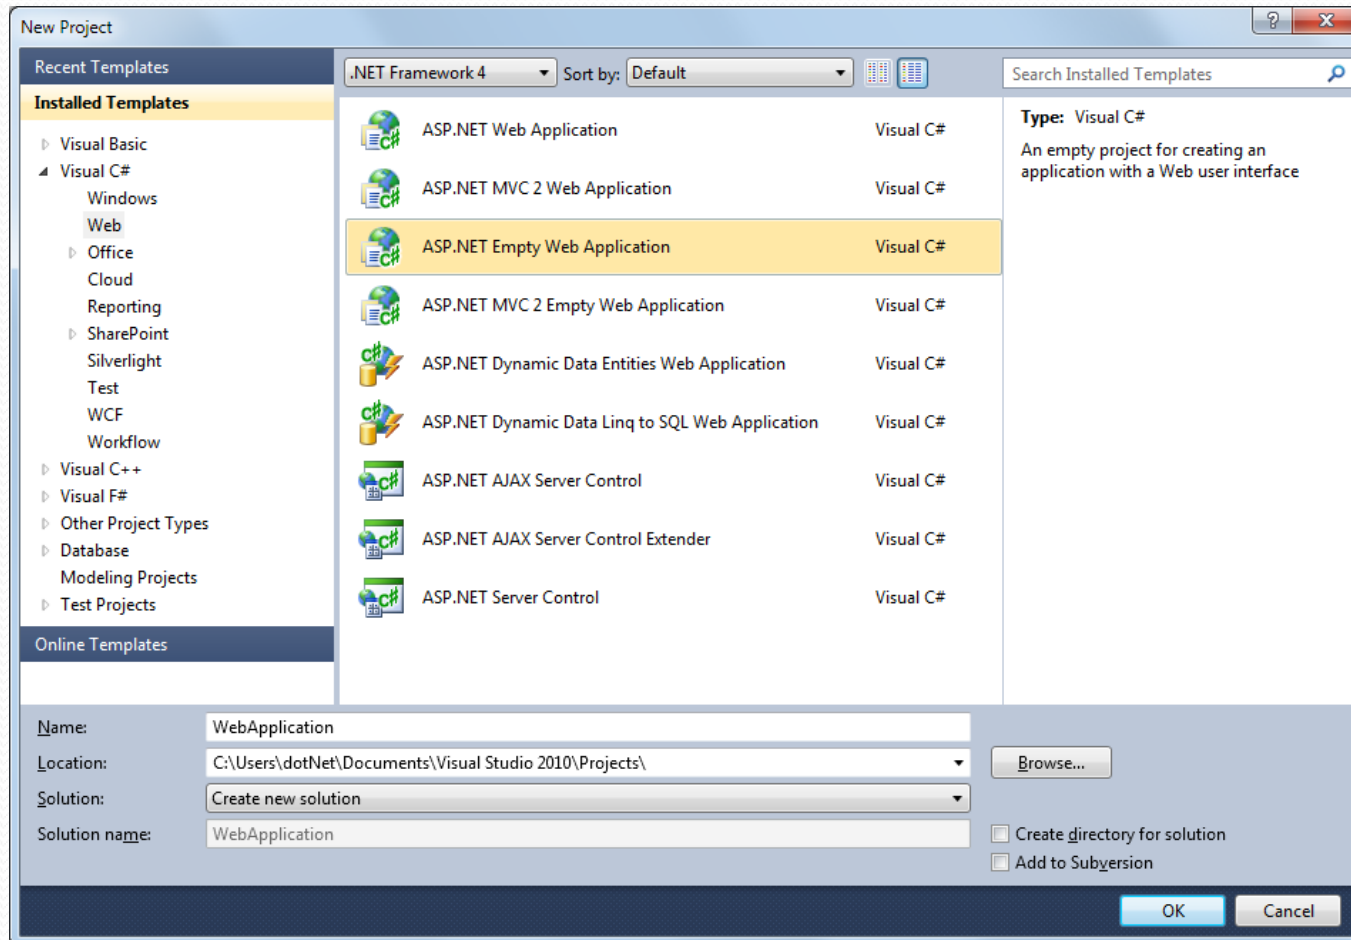 New Project
Recent Templates
Installed Templates
Visual Basic
Visual C#
Windows
Web
Office
Cloud
Reporting
SharePoint
Silverlight
Test
WCF
Workflow
Visual C++
Visual F#
Other Project Types
Database
Modeling Projects
Test Projects
Online Templates
.NET Framework 4 Sort by: Default
ASP.NET Web Application Visual C#
ASP.NET MVC 2 Web Application Visual C#
ASP.NET Empty Web Application Visual C#
ASP.NET MVC 2 Empty Web Application Visual C#
ASP.NET Dynamic Data Entities Web Application Visual C#
ASP.NET Dynamic Data Linq to SQL Web Application Visual C#
ASP.NET AJAX Server Control Visual C#
ASP.NET AJAX Server Control Extender Visual C#
ASP.NET Server Control Visual C#
Search Installed Templates
Type: Visual C#
An empty project for creating an
application with a Web user interface
Name: WebApplication
Location: C:\Users\dotNet\Documents\Visual Studio 2010\Projects\ Browse...
Solution: Create new solution
Solution name: WebApplication
Create directory for solution
Add to Subversion
OK Cancel